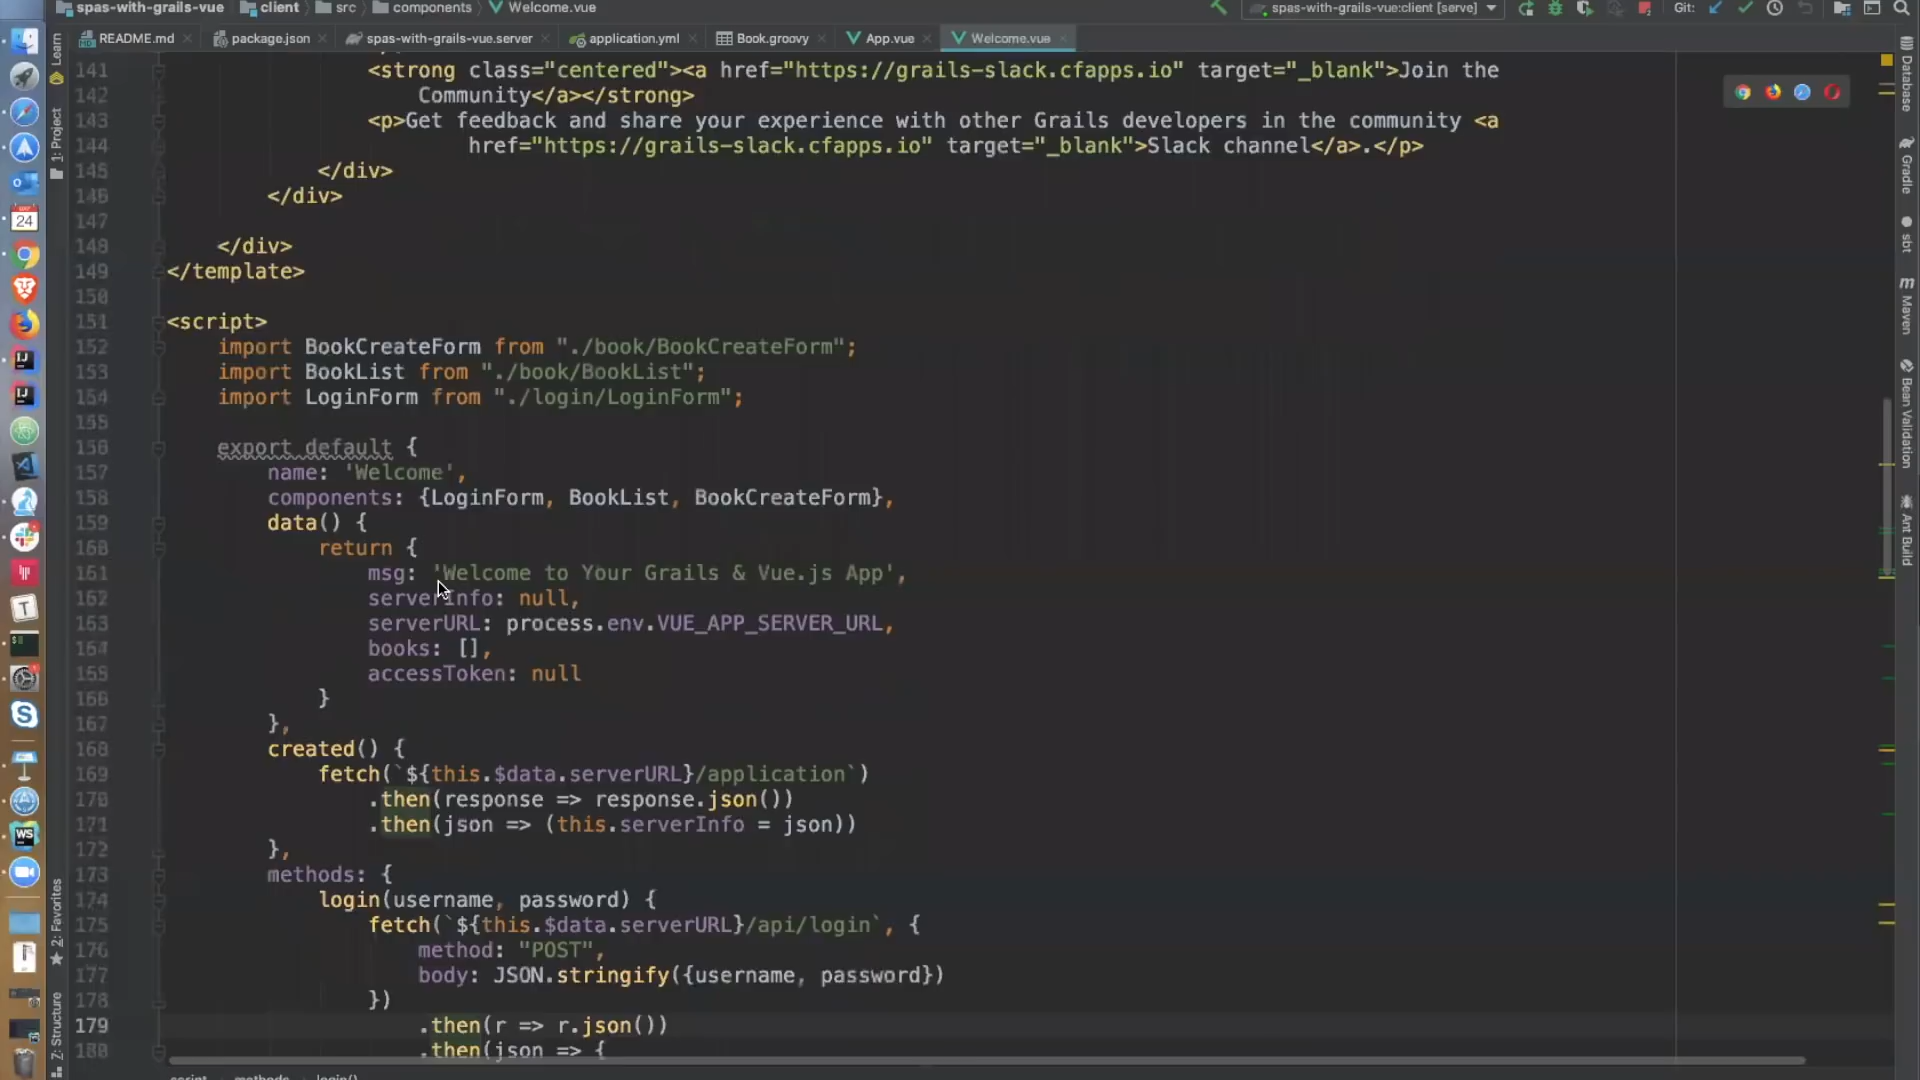 spas-with-grails-vue client src components Welcome.vue spas-with-grails-vue:client [serve] Git:
README.md package.json spas-with-grails-vue.server application.yml Book.groovy App.vue Welcome.vue
141 <strong class="centered"><a href="https://grails-slack.cfapps.io" target="_blank">Join the
142 Community</a></strong>
143 <p>Get feedback and share your experience with other Grails developers in the community <a
144 href="https://grails-slack.cfapps.io" target="_blank">Slack channel</a>.</p>
145 </div>
146 </div>
147
148 </div>
149 </template>
150
151 <script>
152 import BookCreateForm from "./book/BookCreateForm";
153 import BookList from "./book/BookList";
154 import LoginForm from "./login/LoginForm";
155
156 export default {
157 name: 'Welcome',
158 components: {LoginForm, BookList, BookCreateForm},
159 data() {
160 return {
161 msg: 'Welcome to Your Grails & Vue.js App',
162 serverInfo: null,
163 serverURL: process.env.VUE_APP_SERVER_URL,
164 books: [],
165 accessToken: null
166 }
167 },
168 created() {
169 fetch(`${this.$data.serverURL}/application`)
170 .then(response => response.json())
171 .then(json => (this.serverInfo = json))
172 },
173 methods: {
174 login(username, password) {
175 fetch(`${this.$data.serverURL}/api/login`, {
176 method: "POST",
177 body: JSON.stringify({username, password})
178 })
179 .then(r => r.json())
180 .then(json => {
script methods login()
Learn
1: Project
2: Favorites
7: Structure
Database
Gradle
sbt
Maven
Bean Validation
Ant Build
24
IJ
IJ
T
S
WS